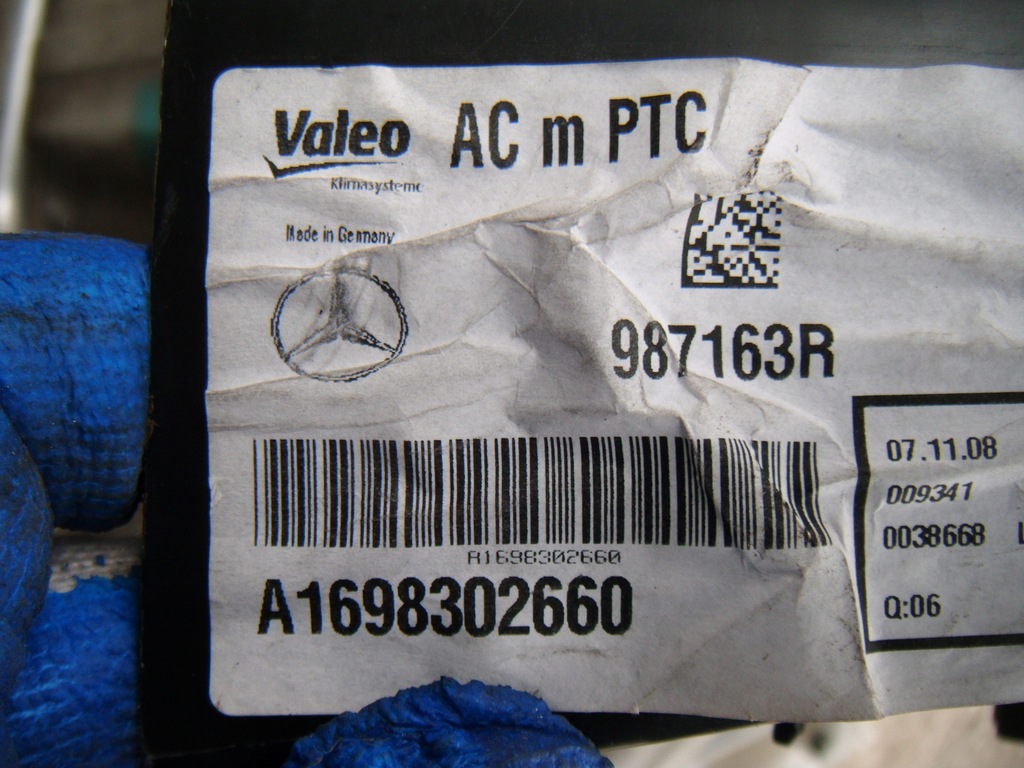 Valeo AC m PTC
Klimasysteme
Made in Germany
987163R
07.11.08
009341
0038668 L
Q:06
A1698302660
A1698302660